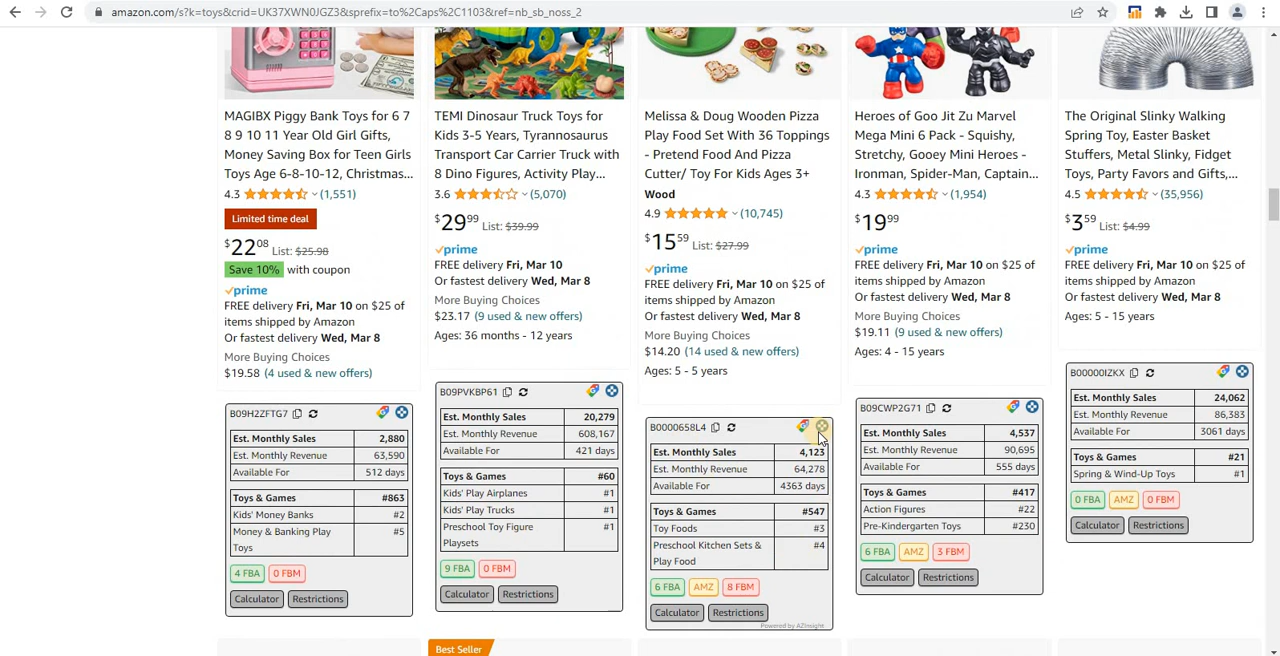 amazon.com/s?k=toys&crid=UK37XWN0JGZ3&sprefix=to%2Caps%2C1103&ref=nb_sb_noss_2
MAGIBX Piggy Bank Toys for 6 7
8 9 10 11 Year Old Girl Gifts,
Money Saving Box for Teen Girls
Toys Age 6-8-10-12, Christmas...
4.3 (1,551)
Limited time deal
$22.08 List: $25.98
Save 10% with coupon
prime
FREE delivery Fri, Mar 10 on $25 of
items shipped by Amazon
Or fastest delivery Wed, Mar 8
More Buying Choices
$19.58 (4 used & new offers)
B09H2ZFTG7
Est. Monthly Sales 2,880
Est. Monthly Revenue 63,590
Available For 512 days
Toys & Games #863
Kids' Money Banks #2
Money & Banking Play #5
Toys
4 FBA 0 FBM
Calculator Restrictions
TEMI Dinosaur Truck Toys for
Kids 3-5 Years, Tyrannosaurus
Transport Car Carrier Truck with
8 Dino Figures, Activity Play...
3.6 (5,070)
$29.99 List: $39.99
prime
FREE delivery Fri, Mar 10
Or fastest delivery Wed, Mar 8
More Buying Choices
$23.17 (9 used & new offers)
Ages: 36 months - 12 years
B09PVKBP61
Est. Monthly Sales 20,279
Est. Monthly Revenue 608,167
Available For 421 days
Toys & Games #60
Kids' Play Airplanes #1
Kids' Play Trucks #1
Preschool Toy Figure #1
Playsets
9 FBA 0 FBM
Calculator Restrictions
Best Seller
Melissa & Doug Wooden Pizza
Play Food Set With 36 Toppings
- Pretend Food And Pizza
Cutter/ Toy For Kids Ages 3+
Wood
4.9 (10,745)
$15.59 List: $27.99
prime
FREE delivery Fri, Mar 10 on $25 of
items shipped by Amazon
Or fastest delivery Wed, Mar 8
More Buying Choices
$14.20 (14 used & new offers)
Ages: 5 - 5 years
B0000658L4
Est. Monthly Sales 4,123
Est. Monthly Revenue 64,278
Available For 4363 days
Toys & Games #547
Toy Foods #3
Preschool Kitchen Sets & #4
Play Food
6 FBA AMZ 8 FBM
Calculator Restrictions
Powered by AZInsight
Heroes of Goo Jit Zu Marvel
Mega Mini 6 Pack - Squishy,
Stretchy, Gooey Mini Heroes -
Ironman, Spider-Man, Captain...
4.3 (1,954)
$19.99
prime
FREE delivery Fri, Mar 10 on $25 of
items shipped by Amazon
Or fastest delivery Wed, Mar 8
More Buying Choices
$19.11 (9 used & new offers)
Ages: 4 - 15 years
B09CWP2G71
Est. Monthly Sales 4,537
Est. Monthly Revenue 90,695
Available For 555 days
Toys & Games #417
Action Figures #22
Pre-Kindergarten Toys #230
6 FBA AMZ 3 FBM
Calculator Restrictions
The Original Slinky Walking
Spring Toy, Easter Basket
Stuffers, Metal Slinky, Fidget
Toys, Party Favors and Gifts,...
4.5 (35,956)
$3.59 List: $4.99
prime
FREE delivery Fri, Mar 10 on $25 of
items shipped by Amazon
Or fastest delivery Wed, Mar 8
Ages: 5 - 15 years
B00000IZKX
Est. Monthly Sales 24,062
Est. Monthly Revenue 86,383
Available For 3061 days
Toys & Games #21
Spring & Wind-Up Toys #1
0 FBA AMZ 0 FBM
Calculator Restrictions